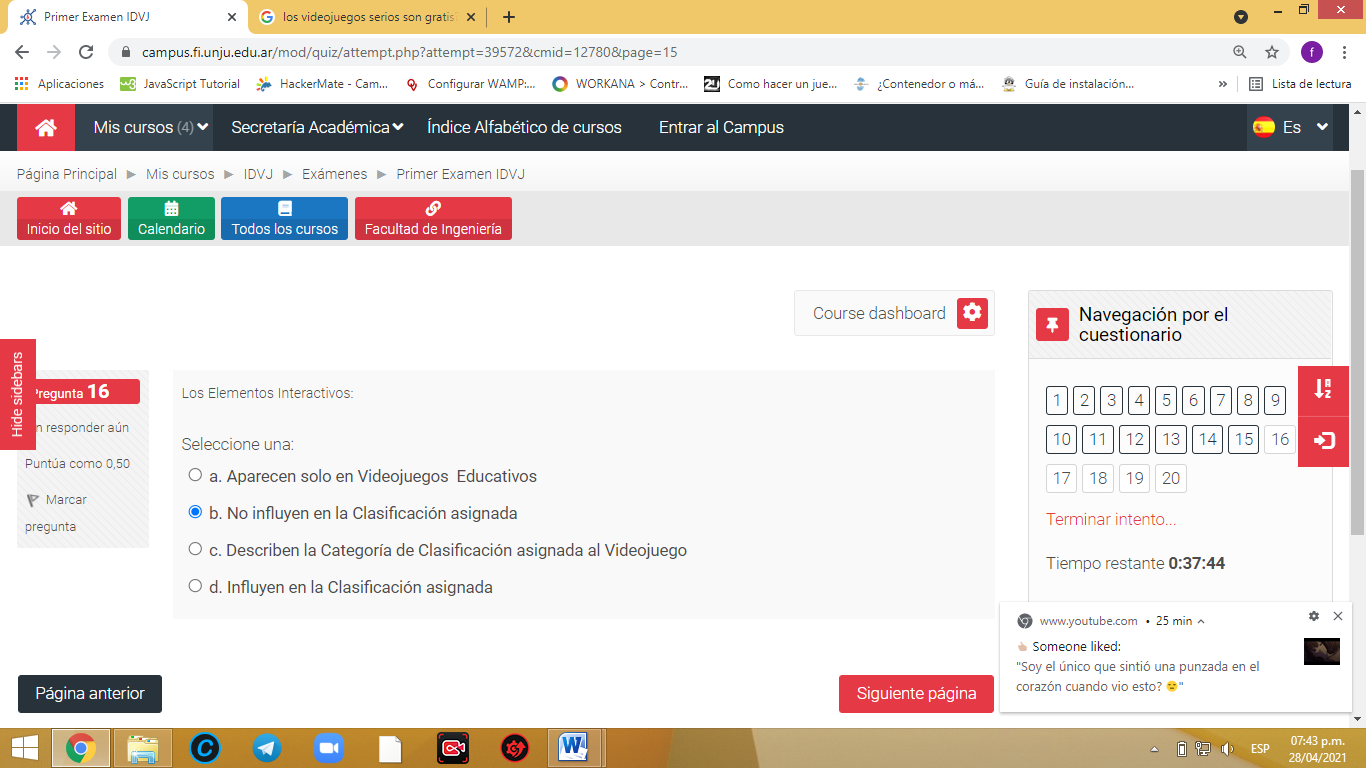 Primer Examen IDVJ
los videojuegos serios son gratis
campus.fi.unju.edu.ar/mod/quiz/attempt.php?attempt=39572&cmid=12780&page=15
f
Aplicaciones
JavaScript Tutorial
HackerMate - Cam...
Configurar WAMP:...
WORKANA > Contr...
Como hacer un jue...
¿Contenedor o má...
Guía de instalación...
»
Lista de lectura
Mis cursos (4)
Secretaría Académica
Índice Alfabético de cursos
Entrar al Campus
Es
Página Principal ► Mis cursos ► IDVJ ► Exámenes ► Primer Examen IDVJ
Inicio del sitio
Calendario
Todos los cursos
Facultad de Ingeniería
Course dashboard
Hide sidebars
Pregunta 16
n responder aún
Puntúa como 0,50
Marcar
pregunta
Los Elementos Interactivos:
Seleccione una:
a. Aparecen solo en Videojuegos Educativos
b. No influyen en la Clasificación asignada
c. Describen la Categoría de Clasificación asignada al Videojuego
d. Influyen en la Clasificación asignada
Página anterior
Siguiente página
Navegación por el
cuestionario
1 2 3 4 5 6 7 8 9
10 11 12 13 14 15 16
17 18 19 20
Terminar intento...
Tiempo restante 0:37:44
www.youtube.com • 25 min
Someone liked:
"Soy el único que sintió una punzada en el
corazón cuando vio esto? 😔"
ESP
07:43 p.m.
28/04/2021